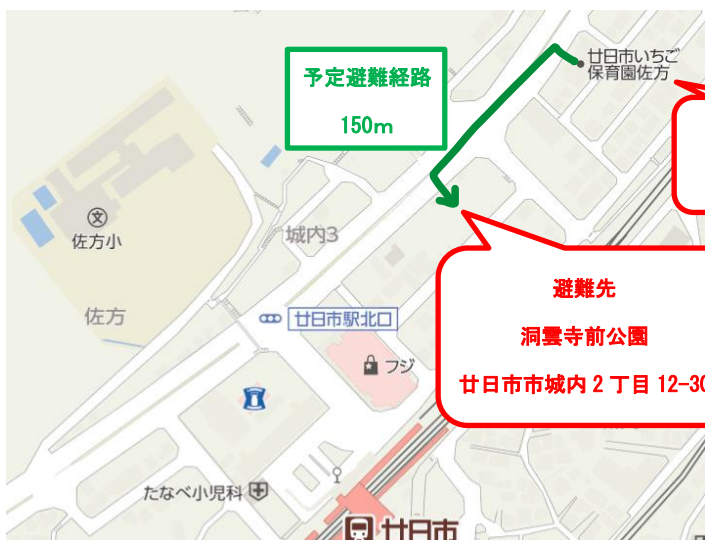 予定避難経路
150m
廿日市いちご
保育園佐方
文
佐方小
城内3
佐方
廿日市駅北口
フジ
避難先
洞雲寺前公園
廿日市市城内 2 丁目 12-30
たなべ小児科
廿日市